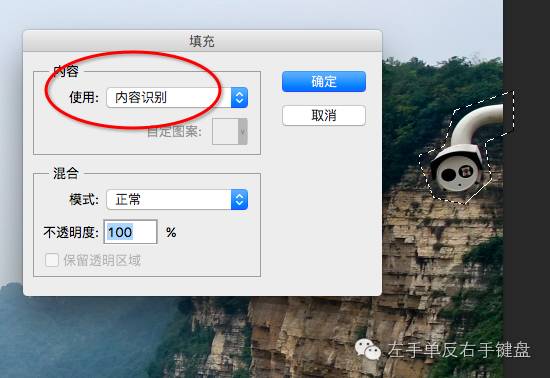 填充
内容
使用: 内容识别
自定图案:
确定
取消
混合
模式: 正常
不透明度: 100 %
保留透明区域
左手单反右手键盘